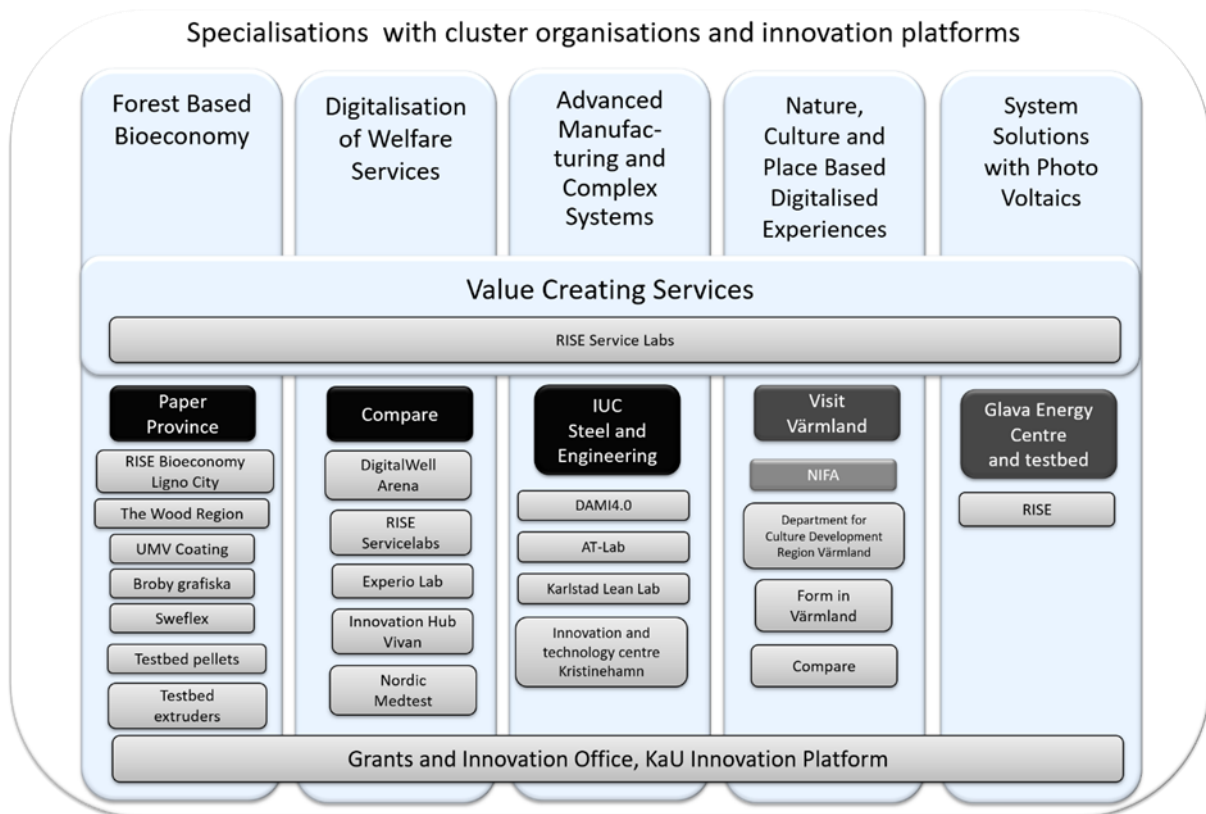 Specialisations with cluster organisations and innovation platforms
Forest Based
Bioeconomy
Digitalisation
of Welfare
Services
Advanced
Manufac-
turing and
Complex
Systems
Nature,
Culture and
Place Based
Digitalised
Experiences
System
Solutions
with Photo
Voltaics
Value Creating Services
RISE Service Labs
Paper
Province
RISE Bioeconomy
Ligno City
The Wood Region
UMV Coating
Broby grafiska
Sweflex
Testbed pellets
Testbed
extruders
Compare
DigitalWell
Arena
RISE
Servicelabs
Experio Lab
Innovation Hub
Vivan
Nordic
Medtest
IUC
Steel and
Engineering
DAMI4.0
AT-Lab
Karlstad Lean Lab
Innovation and
technology centre
Kristinehamn
Visit
Värmland
NIFA
Department for
Culture Development
Region Värmland
Form in
Värmland
Compare
Glava Energy
Centre
and testbed
RISE
Grants and Innovation Office, KaU Innovation Platform